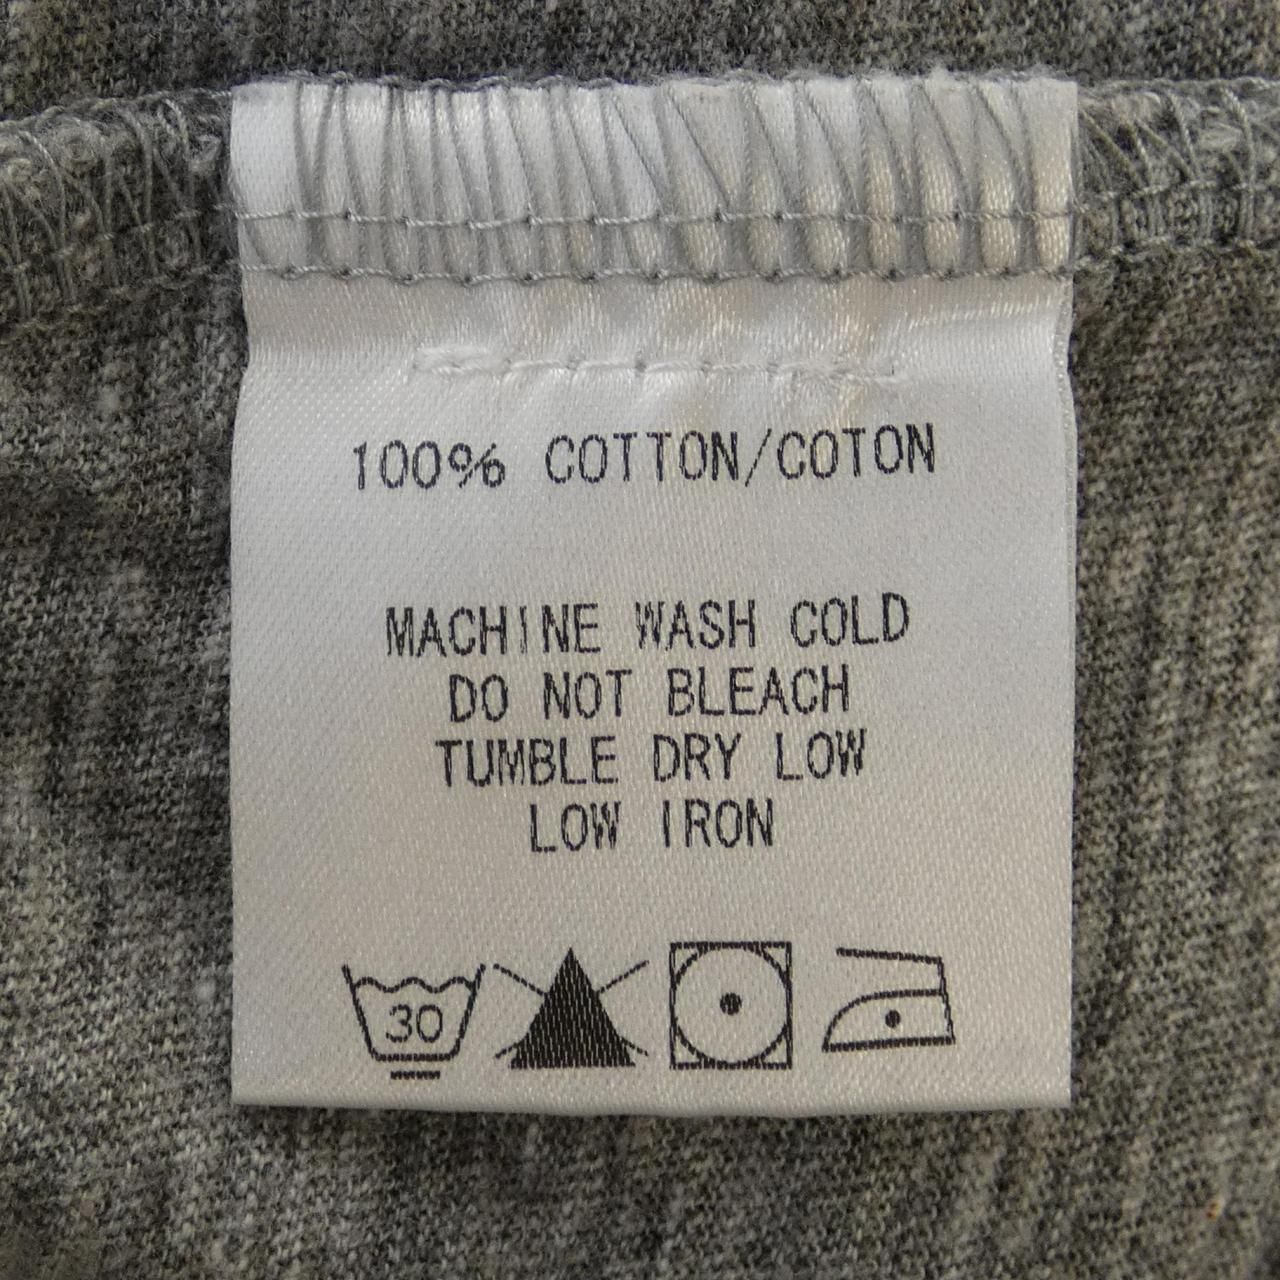 100% COTTON/COTON
MACHINE WASH COLD
DO NOT BLEACH
TUMBLE DRY LOW
LOW IRON
30